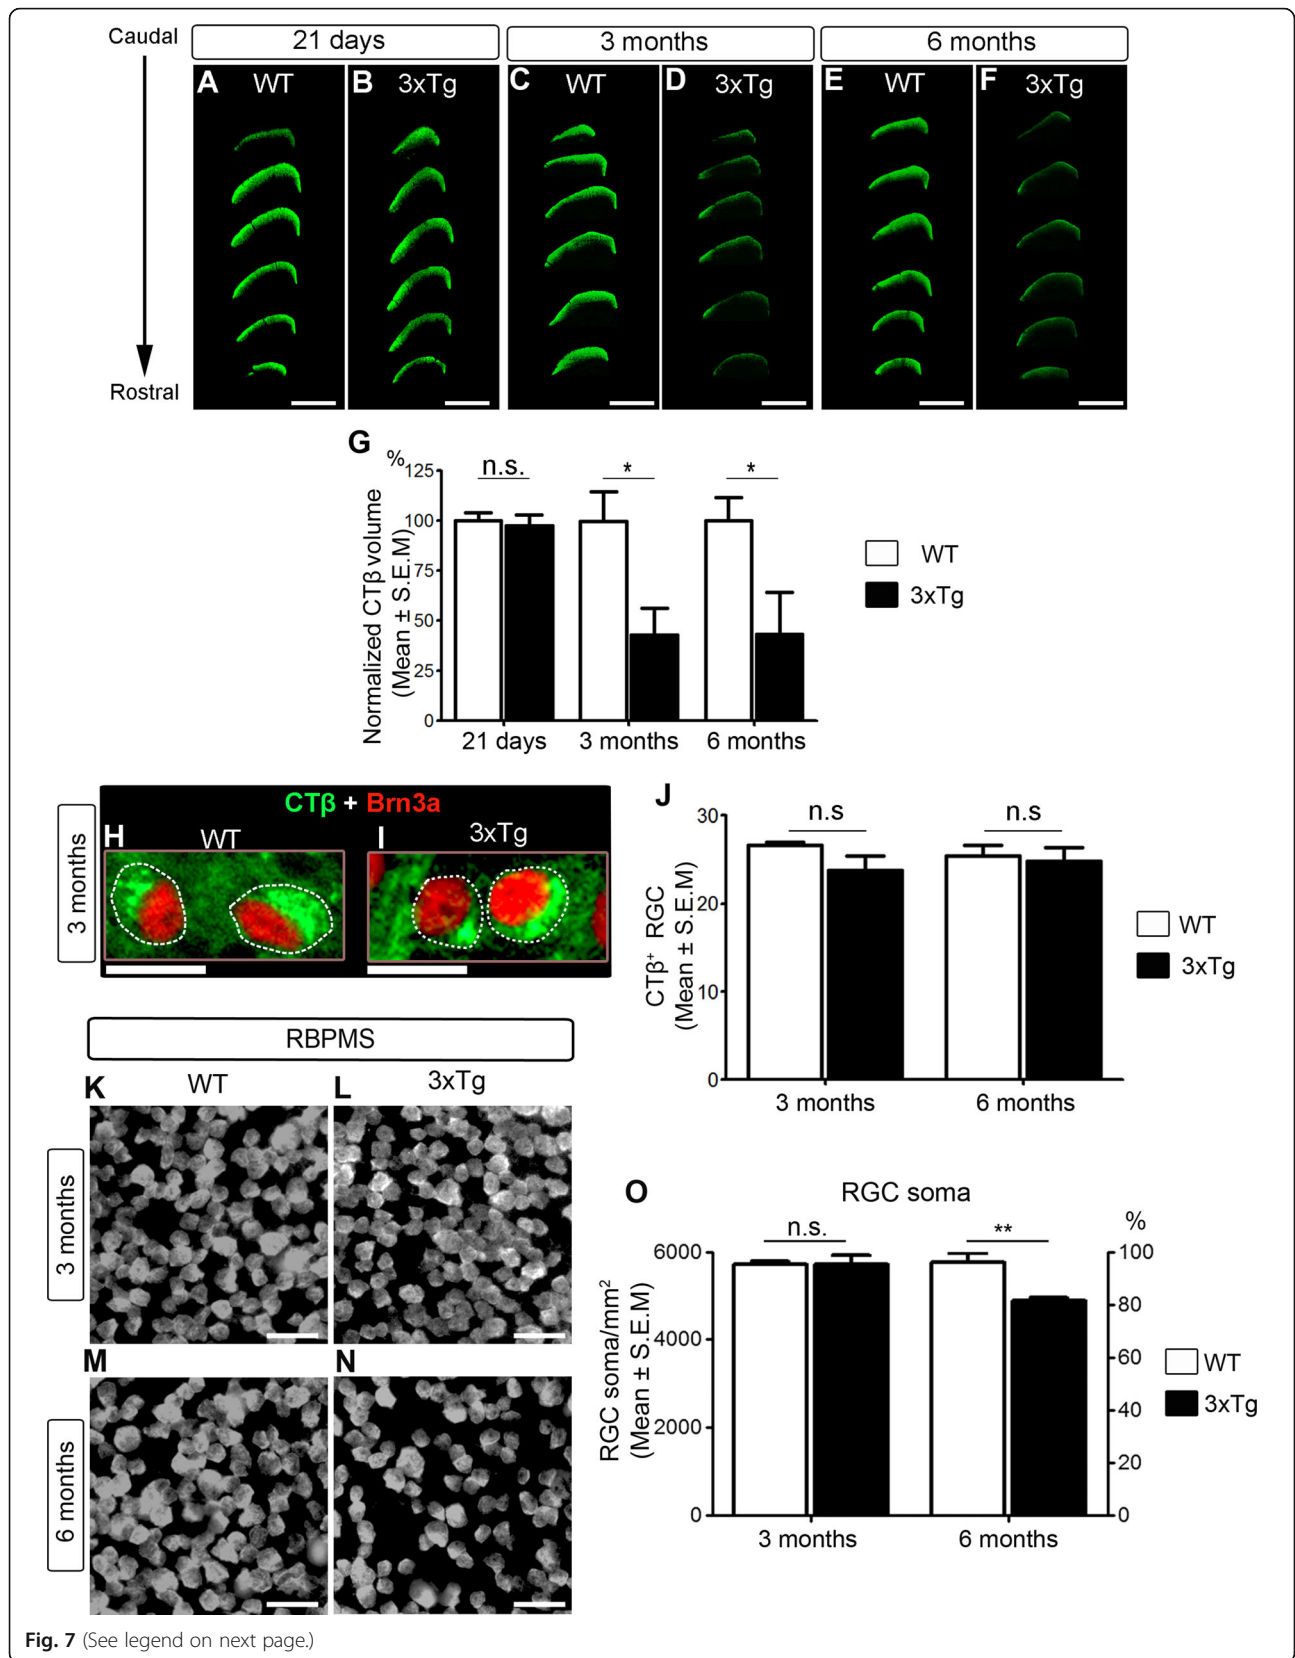 Caudal
21 days
3 months
6 months
A WT
B 3xTg
C WT
D 3xTg
E WT
F 3xTg
Rostral
G
%
Normalized CTβ volume
(Mean ± S.E.M)
125
100
75
50
25
0
n.s.
*
*
21 days
3 months
6 months
WT
3xTg
3 months
CTβ + Brn3a
H WT
I 3xTg
J
CTβ⁺ RGC
(Mean ± S.E.M)
30
20
10
0
n.s
n.s
3 months
6 months
WT
3xTg
RBPMS
K WT
L 3xTg
3 months
M
N
6 months
O
RGC soma
RGC soma/mm²
(Mean ± S.E.M)
6000
4000
2000
0
n.s.
**
%
100
80
60
40
20
0
3 months
6 months
WT
3xTg
Fig. 7 (See legend on next page.)